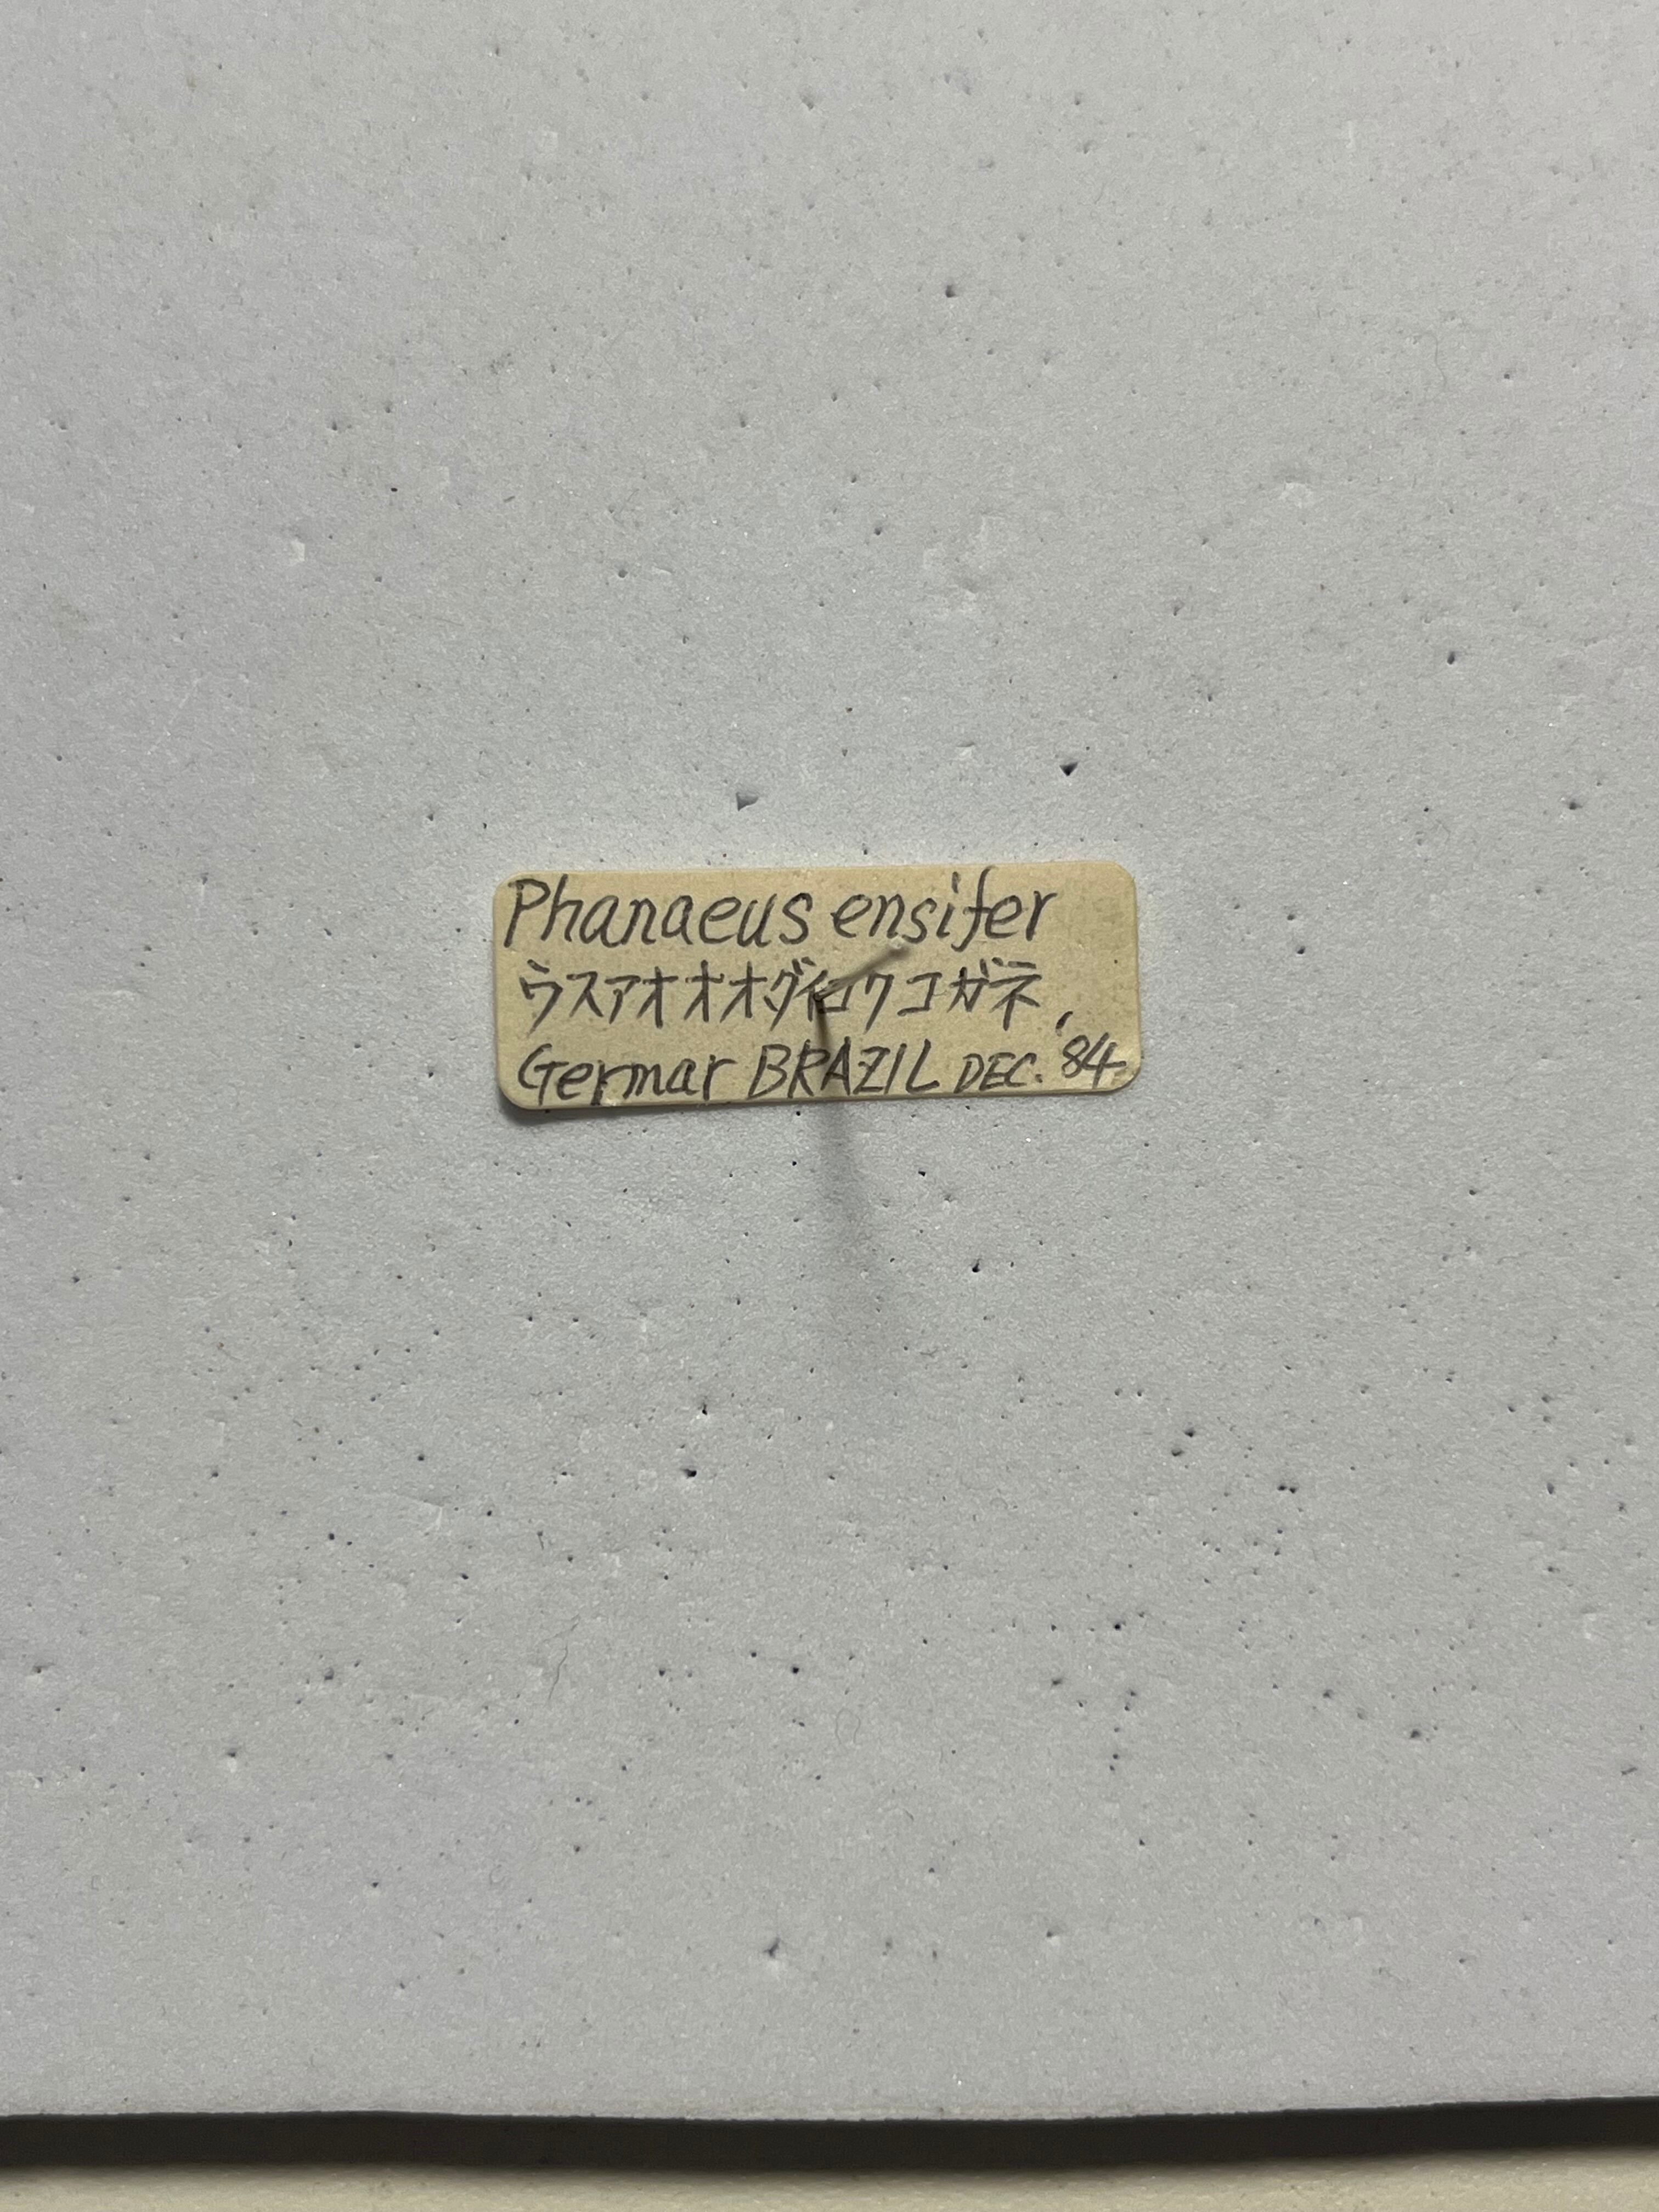 Phanaeus ensifer
ウスアオオオダイコクコガネ
Germar BRAZIL DEC. '84